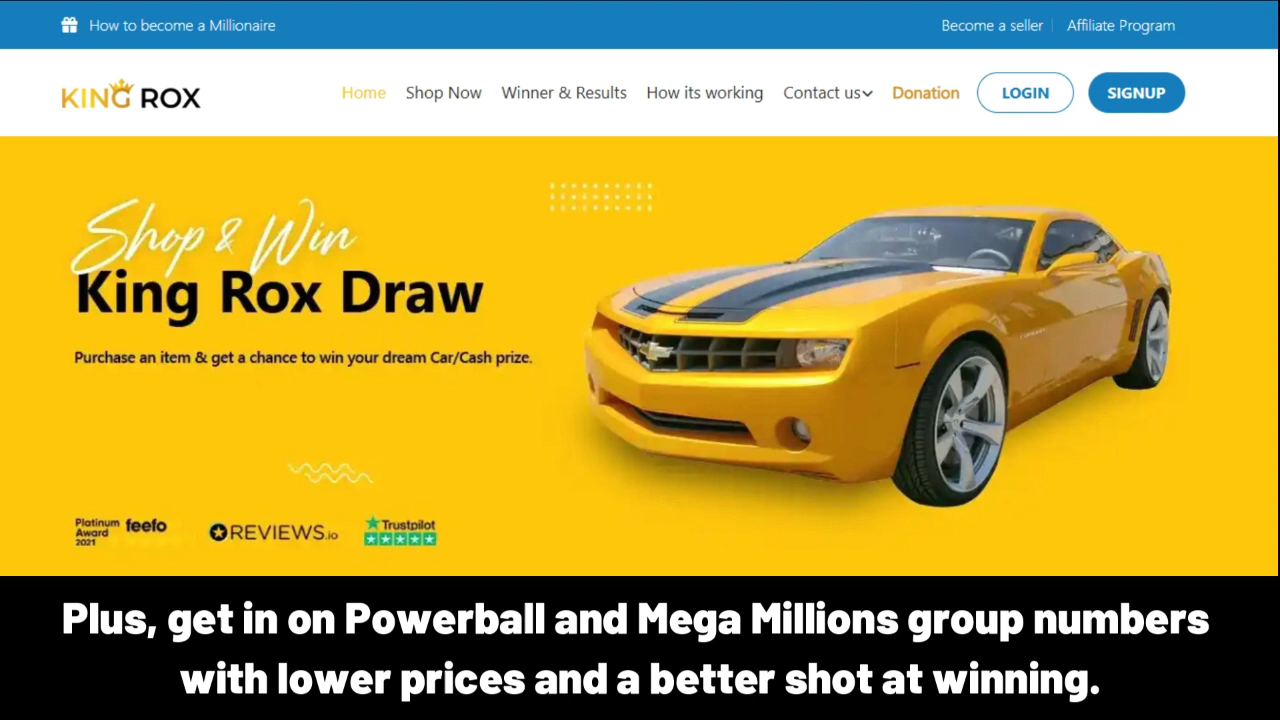 How to become a Millionaire
Become a seller
Affiliate Program
KING ROX
Home
Shop Now
Winner & Results
How its working
Contact us
Donation
LOGIN
SIGNUP
Shop & Win
King Rox Draw
Purchase an item & get a chance to win your dream Car/Cash prize.
Platinum
Award
2021
feefo
REVIEWS.io
Trustpilot
Plus, get in on Powerball and Mega Millions group numbers
with lower prices and a better shot at winning.